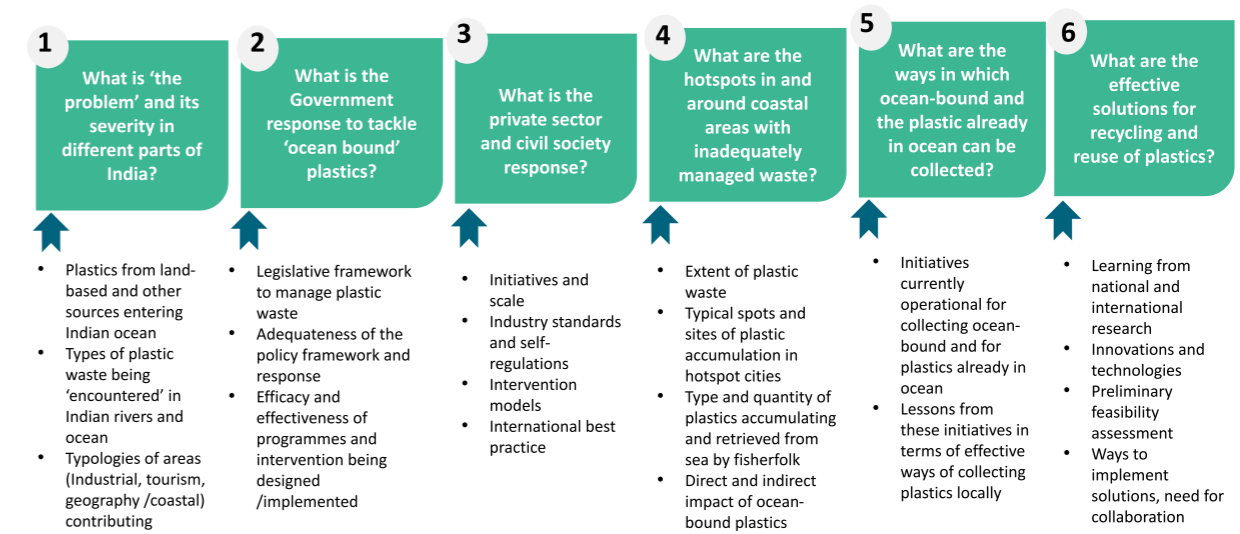 1
What is ‘the
problem’ and its
severity in
different parts of
India?
• Plastics from land-
based and other
sources entering
Indian ocean
• Types of plastic
waste being
‘encountered’ in
Indian rivers and
ocean
• Typologies of areas
(Industrial, tourism,
geography /coastal)
contributing
2
What is the
Government
response to tackle
‘ocean bound’
plastics?
• Legislative framework
to manage plastic
waste
• Adequateness of the
policy framework and
response
• Efficacy and
effectiveness of
programmes and
intervention being
designed
/implemented
3
What is the
private sector
and civil society
response?
• Initiatives and
scale
• Industry standards
and self-
regulations
• Intervention
models
• International best
practice
4
What are the
hotspots in and
around coastal
areas with
inadequately
managed waste?
• Extent of plastic
waste
• Typical spots and
sites of plastic
accumulation in
hotspot cities
• Type and quantity of
plastics accumulating
and retrieved from
sea by fisherfolk
• Direct and indirect
impact of ocean-
bound plastics
5
What are the
ways in which
ocean-bound and
the plastic already
in ocean can be
collected?
• Initiatives
currently
operational for
collecting ocean-
bound and for
plastics already in
ocean
• Lessons from
these initiatives in
terms of effective
ways of collecting
plastics locally
6
What are the
effective
solutions for
recycling and
reuse of plastics?
• Learning from
national and
international
research
• Innovations and
technologies
• Preliminary
feasibility
assessment
• Ways to
implement
solutions, need for
collaboration